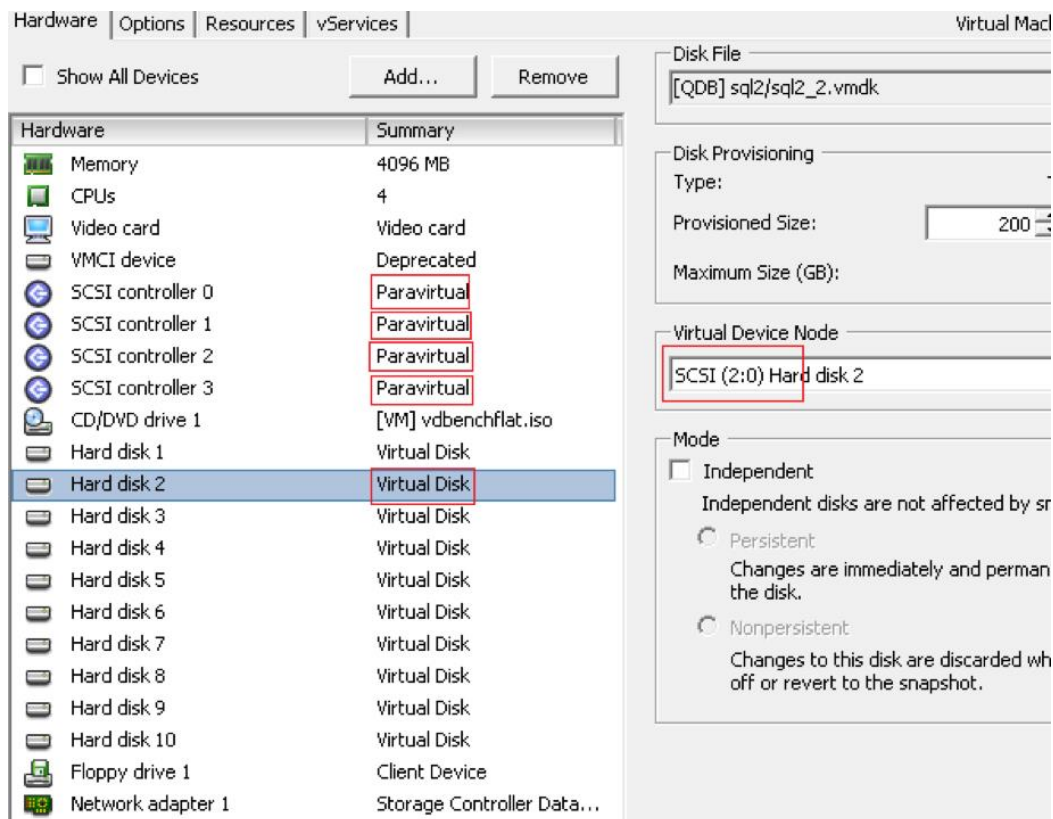 Hardware Options Resources vServices Virtual
Show All Devices Add... Remove
Hardware Summary
Memory 4096 MB
CPUs 4
Video card Video card
VMCI device Deprecated
SCSI controller 0 Paravirtual
SCSI controller 1 Paravirtual
SCSI controller 2 Paravirtual
SCSI controller 3 Paravirtual
CD/DVD drive 1 [VM] vdbenchflat.iso
Hard disk 1 Virtual Disk
Hard disk 2 Virtual Disk
Hard disk 3 Virtual Disk
Hard disk 4 Virtual Disk
Hard disk 5 Virtual Disk
Hard disk 6 Virtual Disk
Hard disk 7 Virtual Disk
Hard disk 8 Virtual Disk
Hard disk 9 Virtual Disk
Hard disk 10 Virtual Disk
Floppy drive 1 Client Device
Network adapter 1 Storage Controller Data...
Disk File
[QDB] sql2/sql2_2.vmdk
Disk Provisioning
Type:
Provisioned Size: 200
Maximum Size (GB):
Virtual Device Node
SCSI (2:0) Hard disk 2
Mode
Independent
Independent disks are not affected by
Persistent
Changes are immediately and
the disk.
Nonpersistent
Changes to this disk are discarded
off or revert to the snapshot.